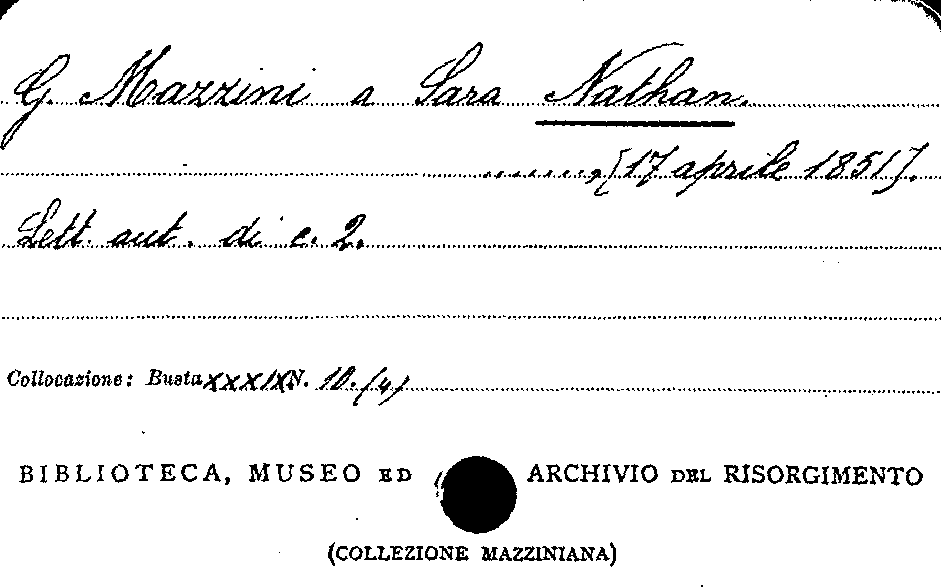 G. Mazzini a Sara Nathan.
........, [17 aprile 1851].
Lett. aut. di c. 2.
Collocazione: Busta XXXIX N. 10. (4)
BIBLIOTECA, MUSEO ED ARCHIVIO DEL RISORGIMENTO
(COLLEZIONE MAZZINIANA)